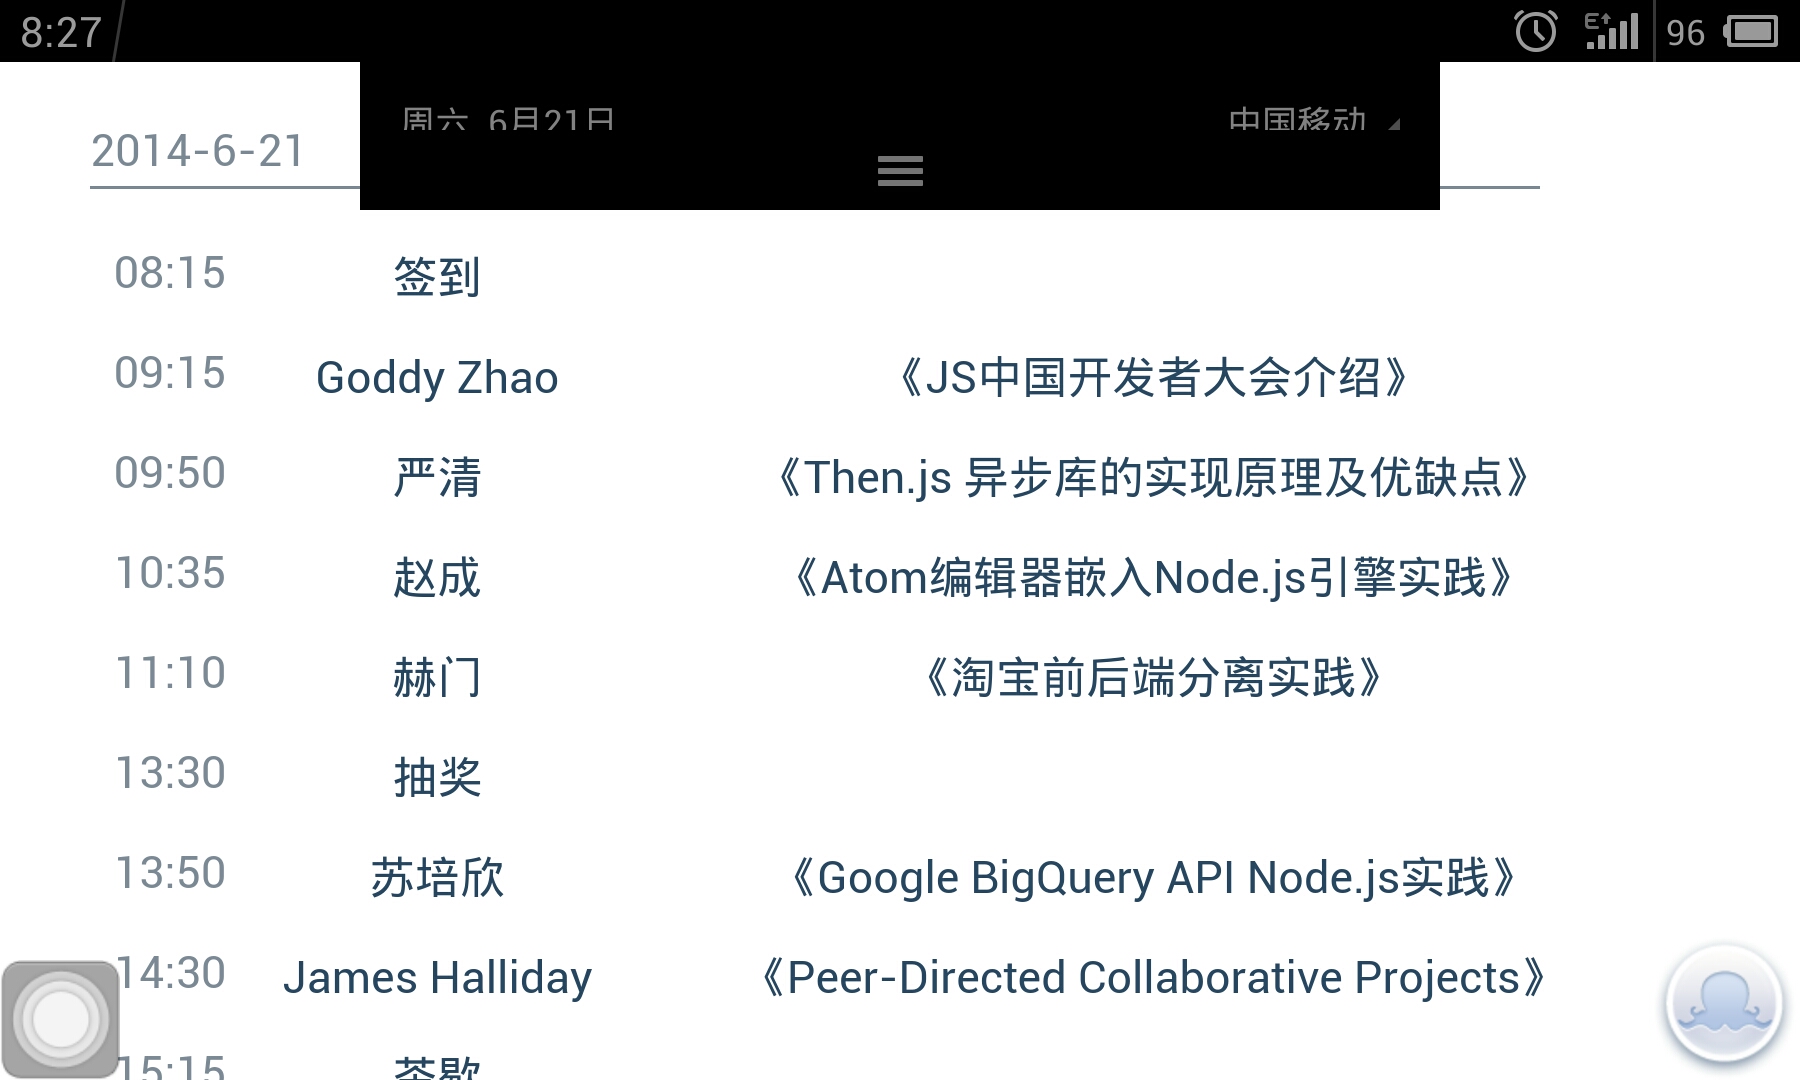 8:27 E 96
周六 6月21日 中国移动
2014-6-21
08:15 签到
09:15 Goddy Zhao 《JS中国开发者大会介绍》
09:50 严清 《Then.js 异步库的实现原理及优缺点》
10:35 赵成 《Atom编辑器嵌入Node.js引擎实践》
11:10 赫门 《淘宝前后端分离实践》
13:30 抽奖
13:50 苏培欣 《Google BigQuery API Node.js实践》
14:30 James Halliday 《Peer-Directed Collaborative Projects》
15:15 茶歇